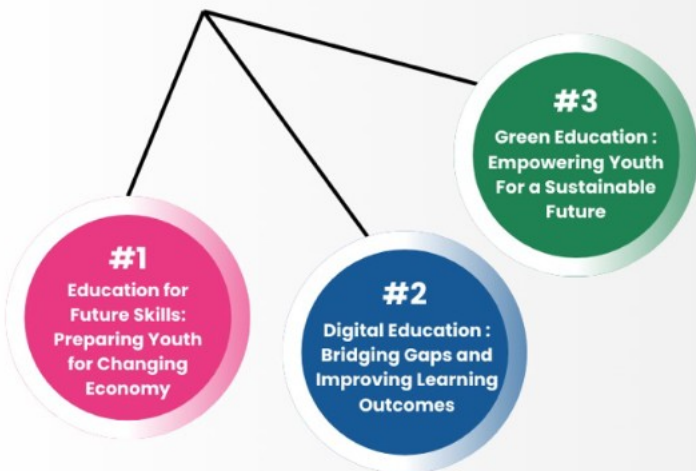 #1
Education for
Future Skills:
Preparing Youth
for Changing
Economy
#2
Digital Education :
Bridging Gaps and
Improving Learning
Outcomes
#3
Green Education :
Empowering Youth
For a Sustainable
Future